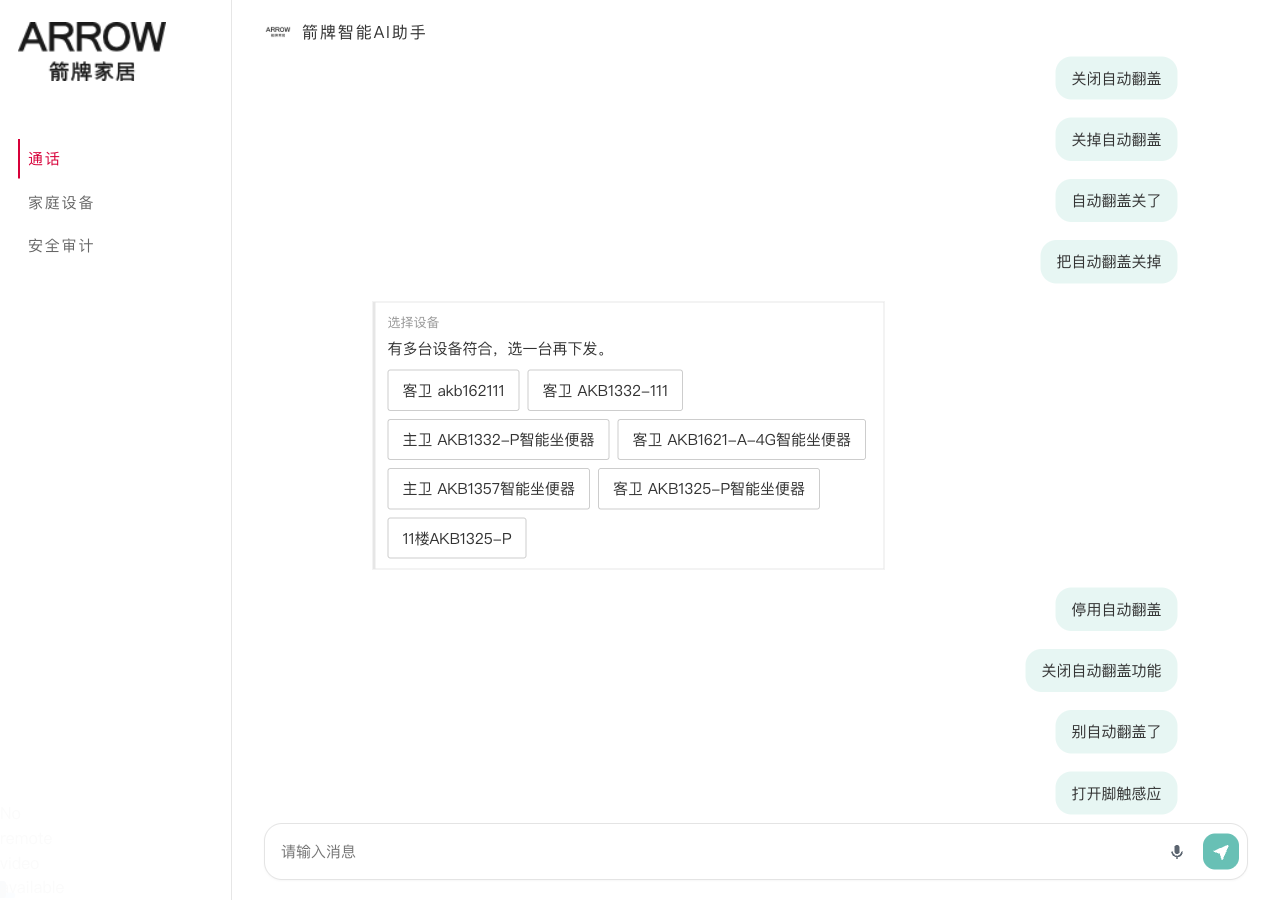 ARROW
箭牌家居
通话
家庭设备
安全审计
箭牌智能AI助手
关闭自动翻盖
关掉自动翻盖
自动翻盖关了
把自动翻盖关掉
选择设备
有多台设备符合，选一台再下发。
客卫 akb162111
客卫 AKB1332-111
主卫 AKB1332-P智能坐便器
客卫 AKB1621-A-4G智能坐便器
主卫 AKB1357智能坐便器
客卫 AKB1325-P智能坐便器
11楼AKB1325-P
停用自动翻盖
关闭自动翻盖功能
别自动翻盖了
打开脚触感应
请输入消息